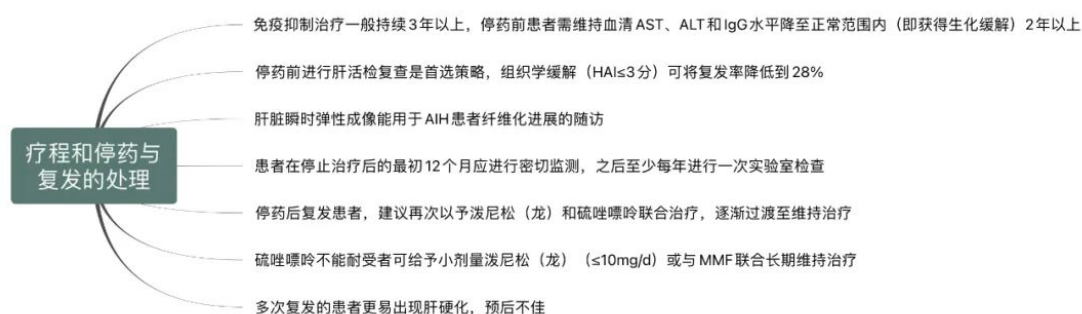 免疫抑制治疗一般持续3年以上，停药前患者需维持血清AST、ALT和IgG水平降至正常范围内（即获得生化缓解）2年以上
停药前进行肝活检复查是首选策略，组织学缓解（HAI≤3分）可将复发率降低到28%
肝脏瞬时弹性成像能用于AIH患者纤维化进展的随访
疗程和停药与
复发的处理
患者在停止治疗后的最初12个月应进行密切监测，之后至少每年进行一次实验室检查
停药后复发患者，建议再次以予泼尼松（龙）和硫唑嘌呤联合治疗，逐渐过渡至维持治疗
硫唑嘌呤不能耐受者可给予小剂量泼尼松（龙）（≤10mg/d）或与MMF联合长期维持治疗
多次复发的患者更易出现肝硬化，预后不佳